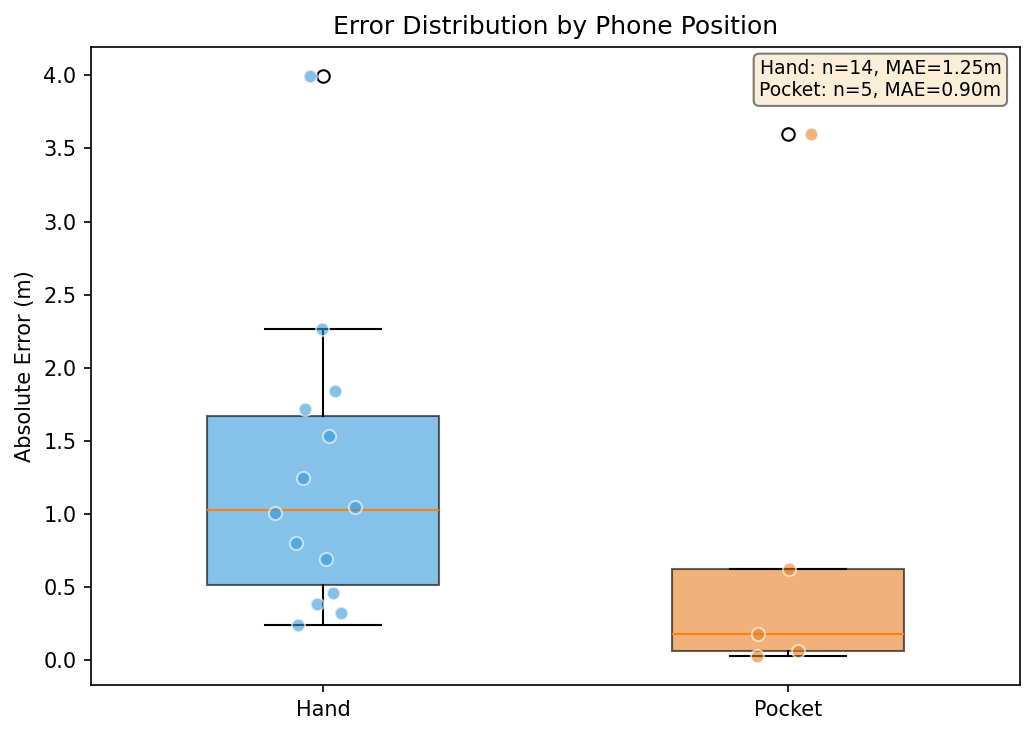 Error Distribution by Phone Position
Hand: n=14, MAE=1.25m
Pocket: n=5, MAE=0.90m
Absolute Error (m)
4.0
3.5
3.0
2.5
2.0
1.5
1.0
0.5
0.0
Hand
Pocket